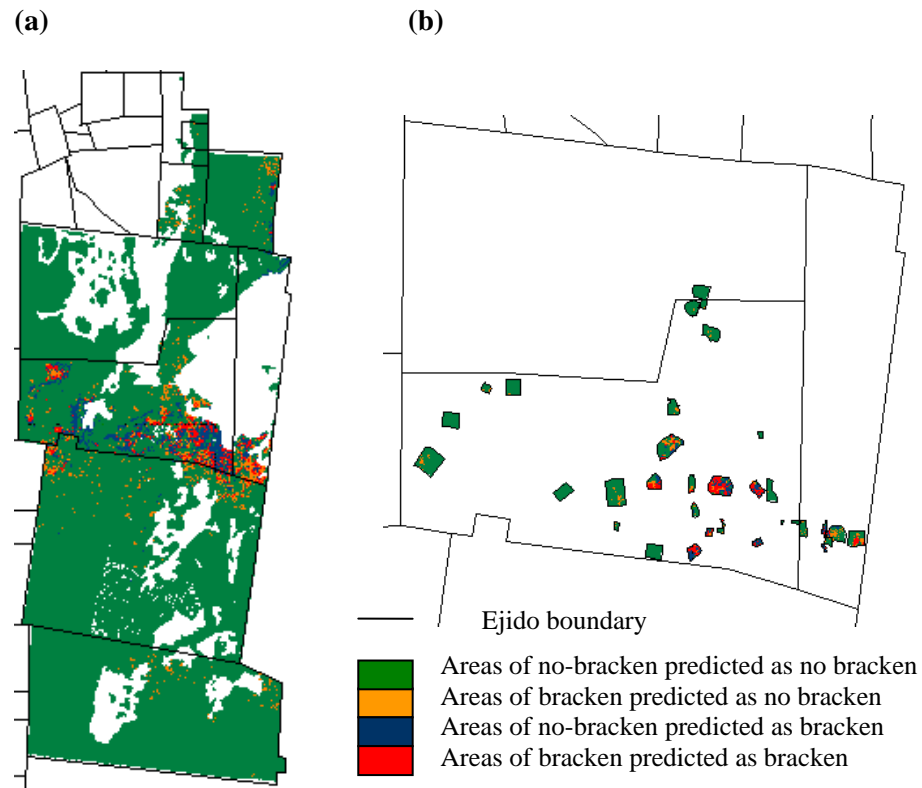 (a)
(b)
Ejido boundary
Areas of no-bracken predicted as no bracken
Areas of bracken predicted as no bracken
Areas of no-bracken predicted as bracken
Areas of bracken predicted as bracken